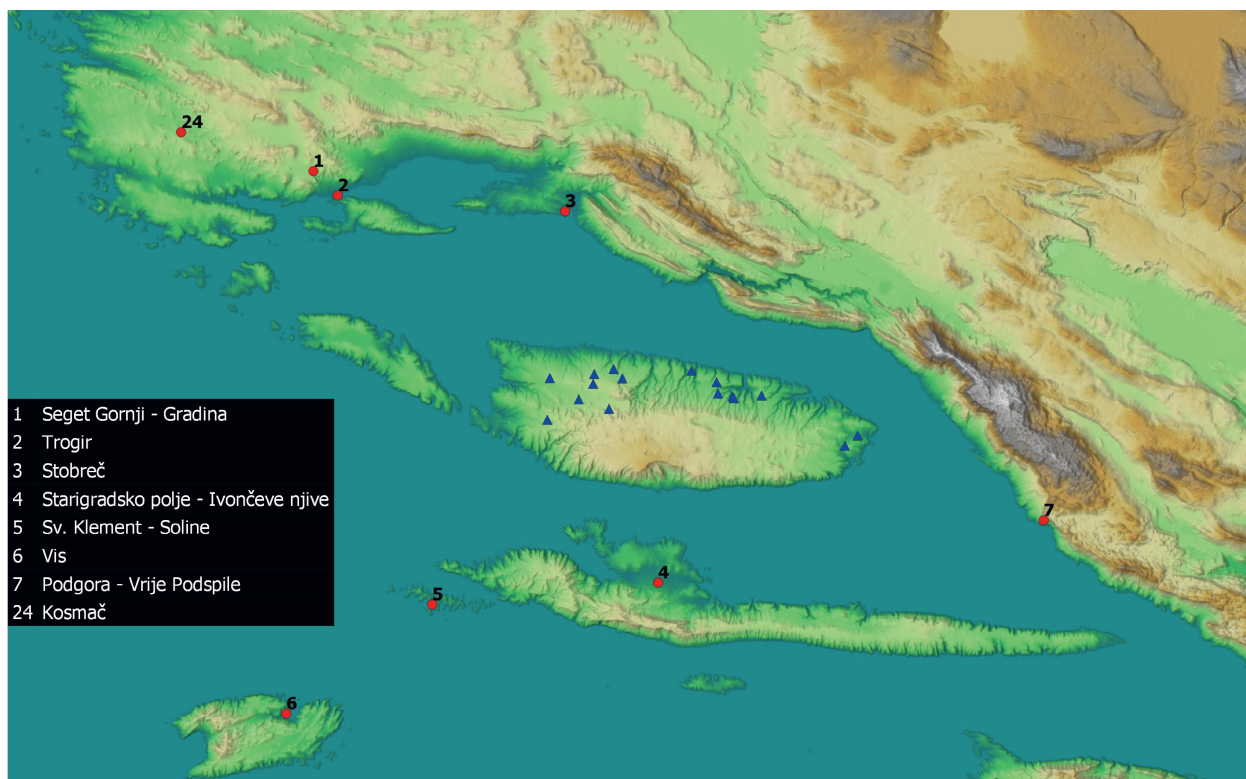 24
1
2
3
7
4
5
6
1 Seget Gornji - Gradina
2 Trogir
3 Stobreč
4 Starigradsko polje - Ivončeve njive
5 Sv. Klement - Soline
6 Vis
7 Podgora - Vrije Podspile
24 Kosmač